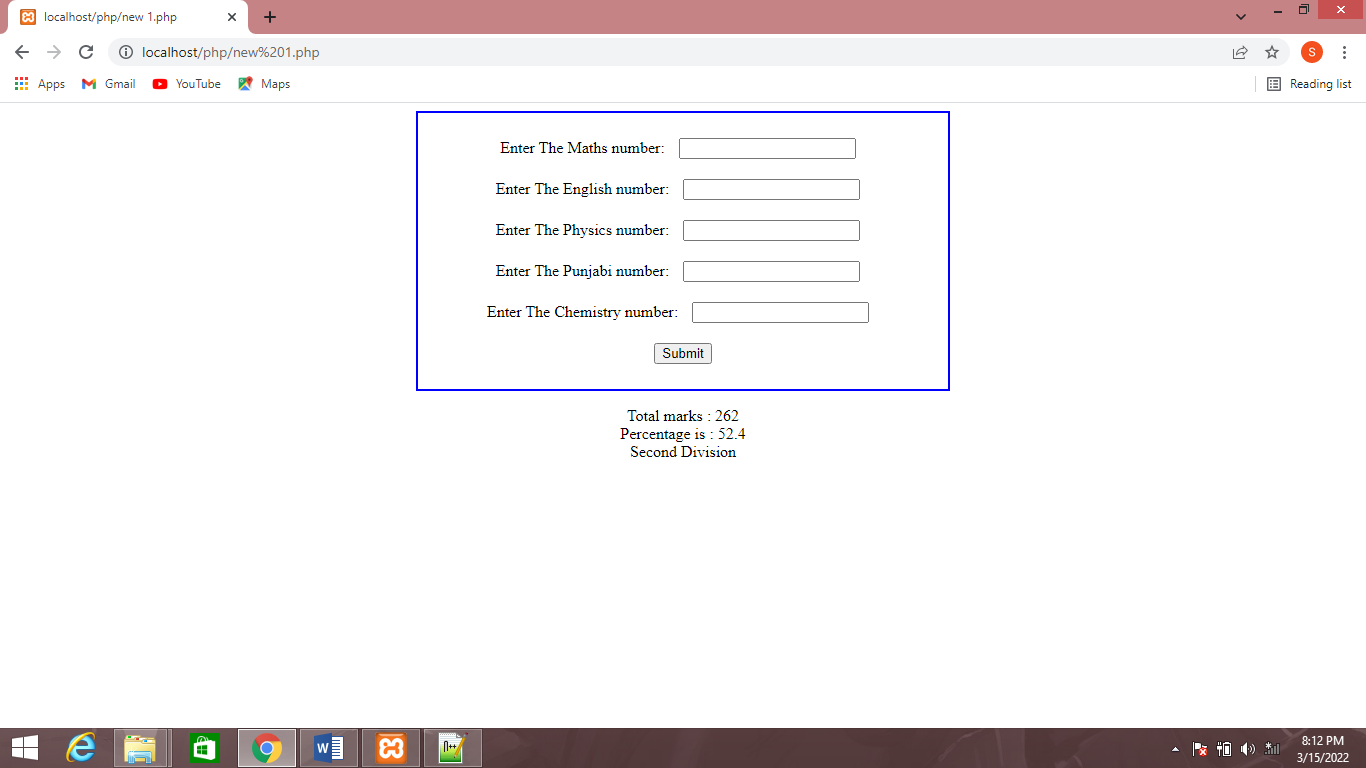 localhost/php/new 1.php
localhost/php/new%201.php
S
Apps Gmail YouTube Maps Reading list
Enter The Maths number:
Enter The English number:
Enter The Physics number:
Enter The Punjabi number:
Enter The Chemistry number:
Submit
Total marks : 262
Percentage is : 52.4
Second Division
8:12 PM
3/15/2022